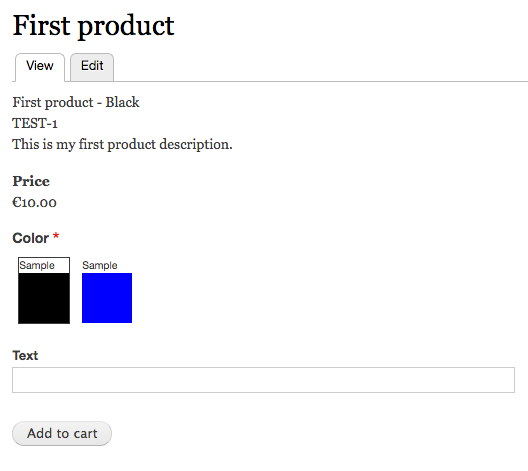 First product
View Edit
First product - Black
TEST-1
This is my first product description.
Price
€10.00
Color *
Sample Sample
Text
Add to cart